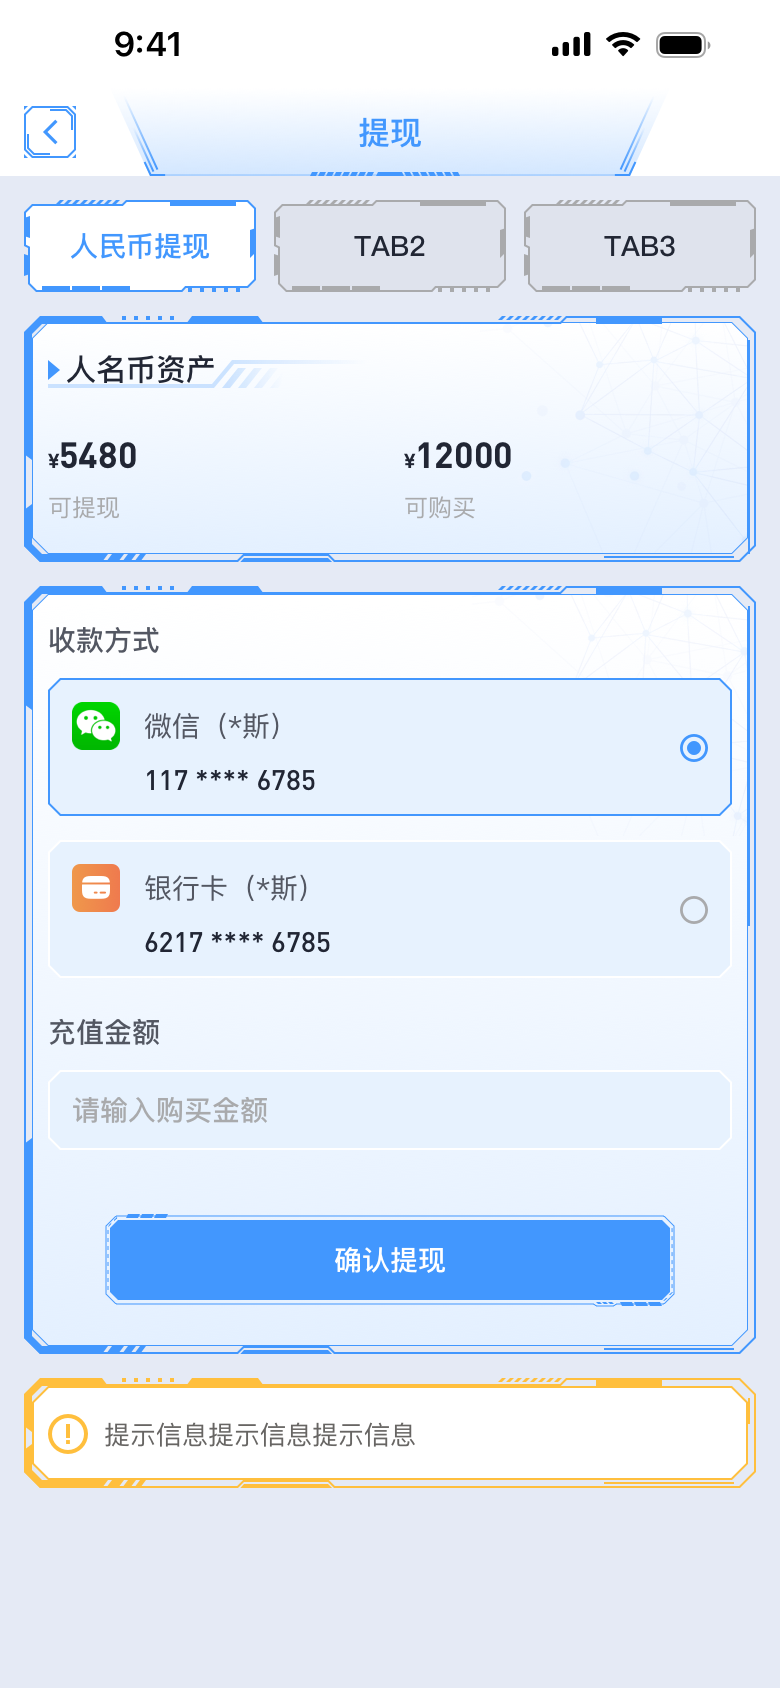 9:41
提现
人民币提现
TAB2
TAB3
人名币资产
¥5480
¥12000
可提现
可购买
收款方式
微信（*斯）
117 **** 6785
银行卡（*斯）
6217 **** 6785
充值金额
请输入购买金额
确认提现
提示信息提示信息提示信息